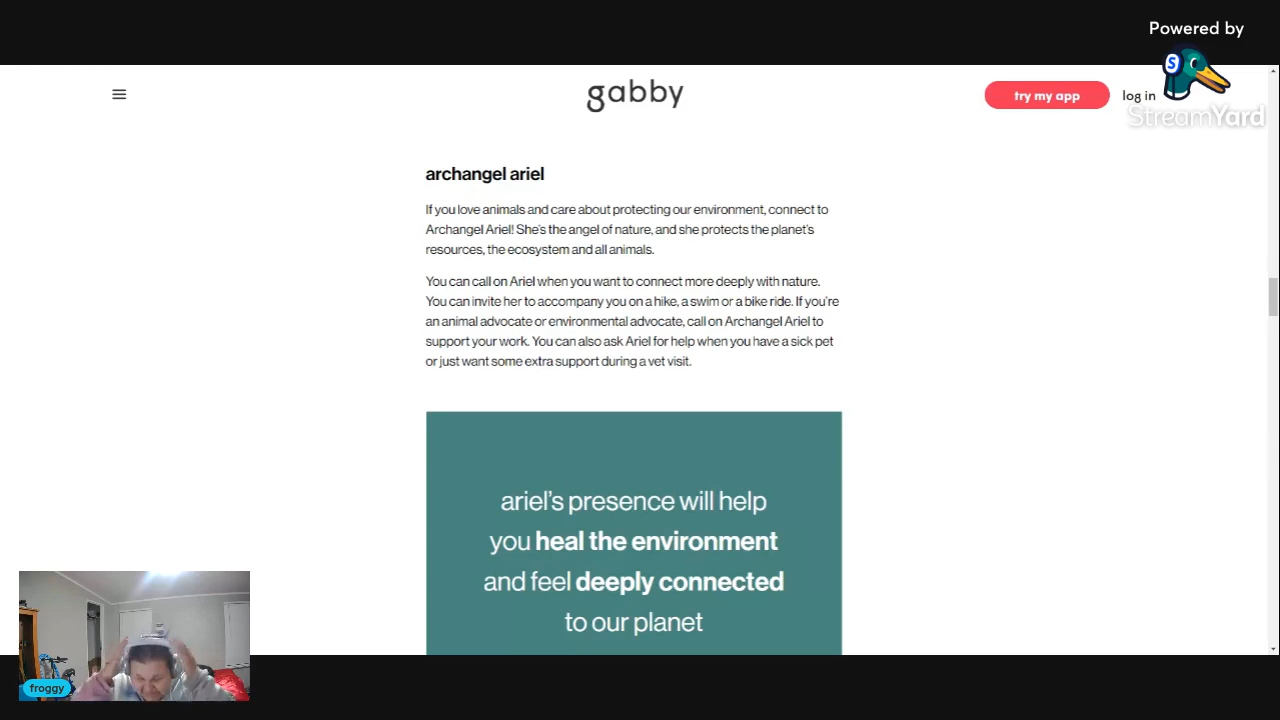 Powered by
S
StreamYard
gabby
try my app
log in
archangel ariel
If you love animals and care about protecting our environment, connect to
Archangel Ariel! She's the angel of nature, and she protects the planet's
resources, the ecosystem and all animals.
You can call on Ariel when you want to connect more deeply with nature.
You can invite her to accompany you on a hike, a swim or a bike ride. If you're
an animal advocate or environmental advocate, call on Archangel Ariel to
support your work. You can also ask Ariel for help when you have a sick pet
or just want some extra support during a vet visit.
ariel's presence will help
you heal the environment
and feel deeply connected
to our planet
froggy